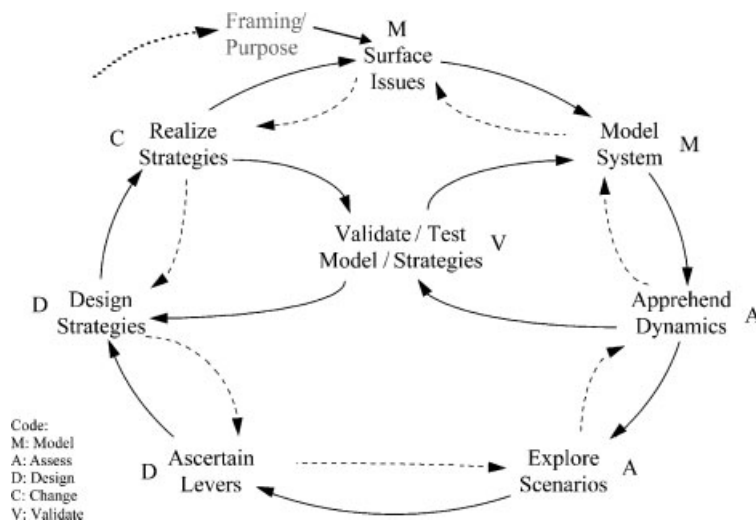 Framing/
Purpose
M
Surface
Issues
C
Realize
Strategies
Model
System
M
Validate / Test
Model / Strategies
V
D
Design
Strategies
Apprehend
Dynamics
A
Code:
M: Model
A: Assess
D: Design
C: Change
V: Validate
D
Ascertain
Levers
Explore
Scenarios
A